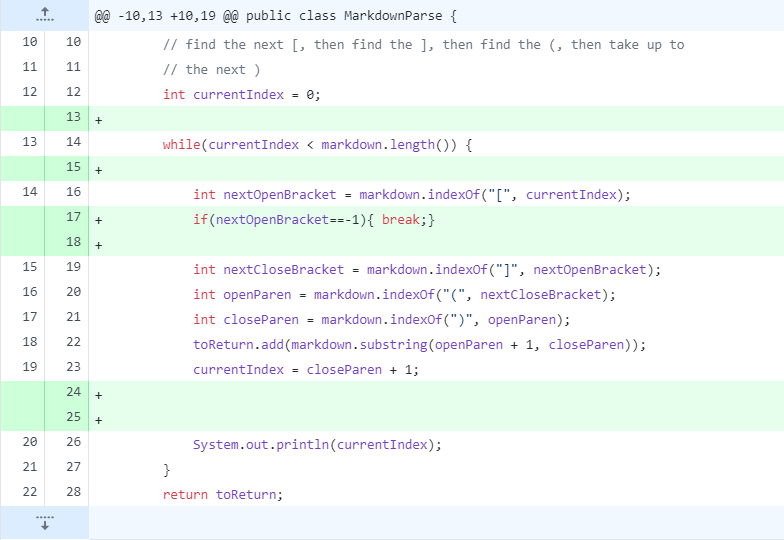 @@ -10,13 +10,19 @@ public class MarkdownParse {
10 10 // find the next [, then find the ], then find the (, then take up to
11 11 // the next )
12 12 int currentIndex = 0;
13 +
13 14 while(currentIndex < markdown.length()) {
15 +
14 16 int nextOpenBracket = markdown.indexOf("[", currentIndex);
17 + if(nextOpenBracket==-1){ break;}
18 +
15 19 int nextCloseBracket = markdown.indexOf("]", nextOpenBracket);
16 20 int openParen = markdown.indexOf("(", nextCloseBracket);
17 21 int closeParen = markdown.indexOf(")", openParen);
18 22 toReturn.add(markdown.substring(openParen + 1, closeParen));
19 23 currentIndex = closeParen + 1;
24 +
25 +
20 26 System.out.println(currentIndex);
21 27 }
22 28 return toReturn;